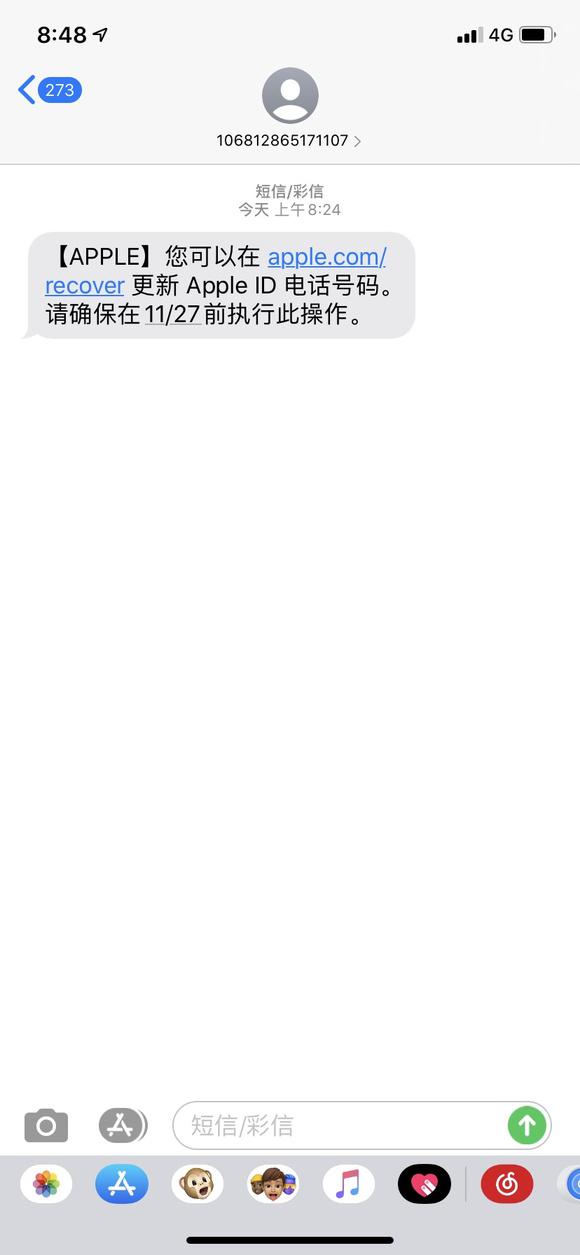 8:48
4G
273
106812865171107
短信/彩信
今天 上午8:24
【APPLE】您可以在 apple.com/
recover 更新 Apple ID 电话号码。
请确保在 11/27 前执行此操作。
短信/彩信